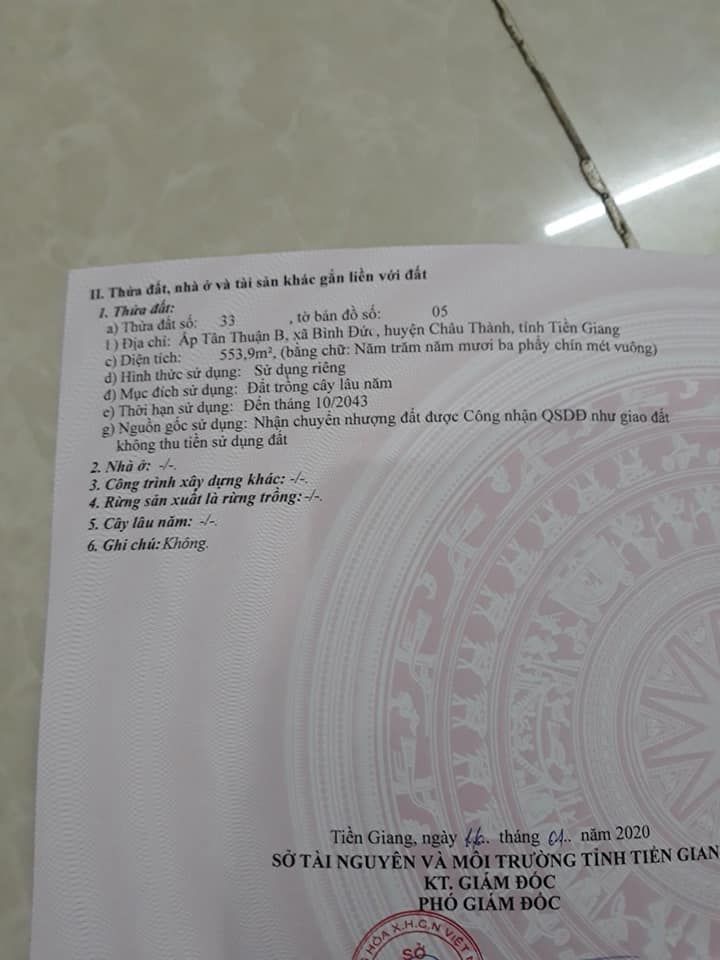 II. Thửa đất, nhà ở và tài sản khác gắn liền với đất
1. Thửa đất:
a) Thửa đất số: 33 , tờ bản đồ số: 05
b) Địa chỉ: Ấp Tân Thuận B, xã Bình Đức, huyện Châu Thành, tỉnh Tiền Giang
c) Diện tích: 553,9m², (bằng chữ: Năm trăm năm mươi ba phẩy chín mét vuông)
d) Hình thức sử dụng: Sử dụng riêng
đ) Mục đích sử dụng: Đất trồng cây lâu năm
e) Thời hạn sử dụng: Đến tháng 10/2043
g) Nguồn gốc sử dụng: Nhận chuyển nhượng đất được Công nhận QSDĐ như giao đất
không thu tiền sử dụng đất
2. Nhà ở: -/-.
3. Công trình xây dựng khác: -/-.
4. Rừng sản xuất là rừng trồng: -/-.
5. Cây lâu năm: -/-.
6. Ghi chú: Không.
Tiền Giang, ngày 16.. tháng 01.. năm 2020
SỞ TÀI NGUYÊN VÀ MÔI TRƯỜNG TỈNH TIỀN GIAN
KT. GIÁM ĐỐC
PHÓ GIÁM ĐỐC
HÒA X.H.C.N VIỆT N
SỞ